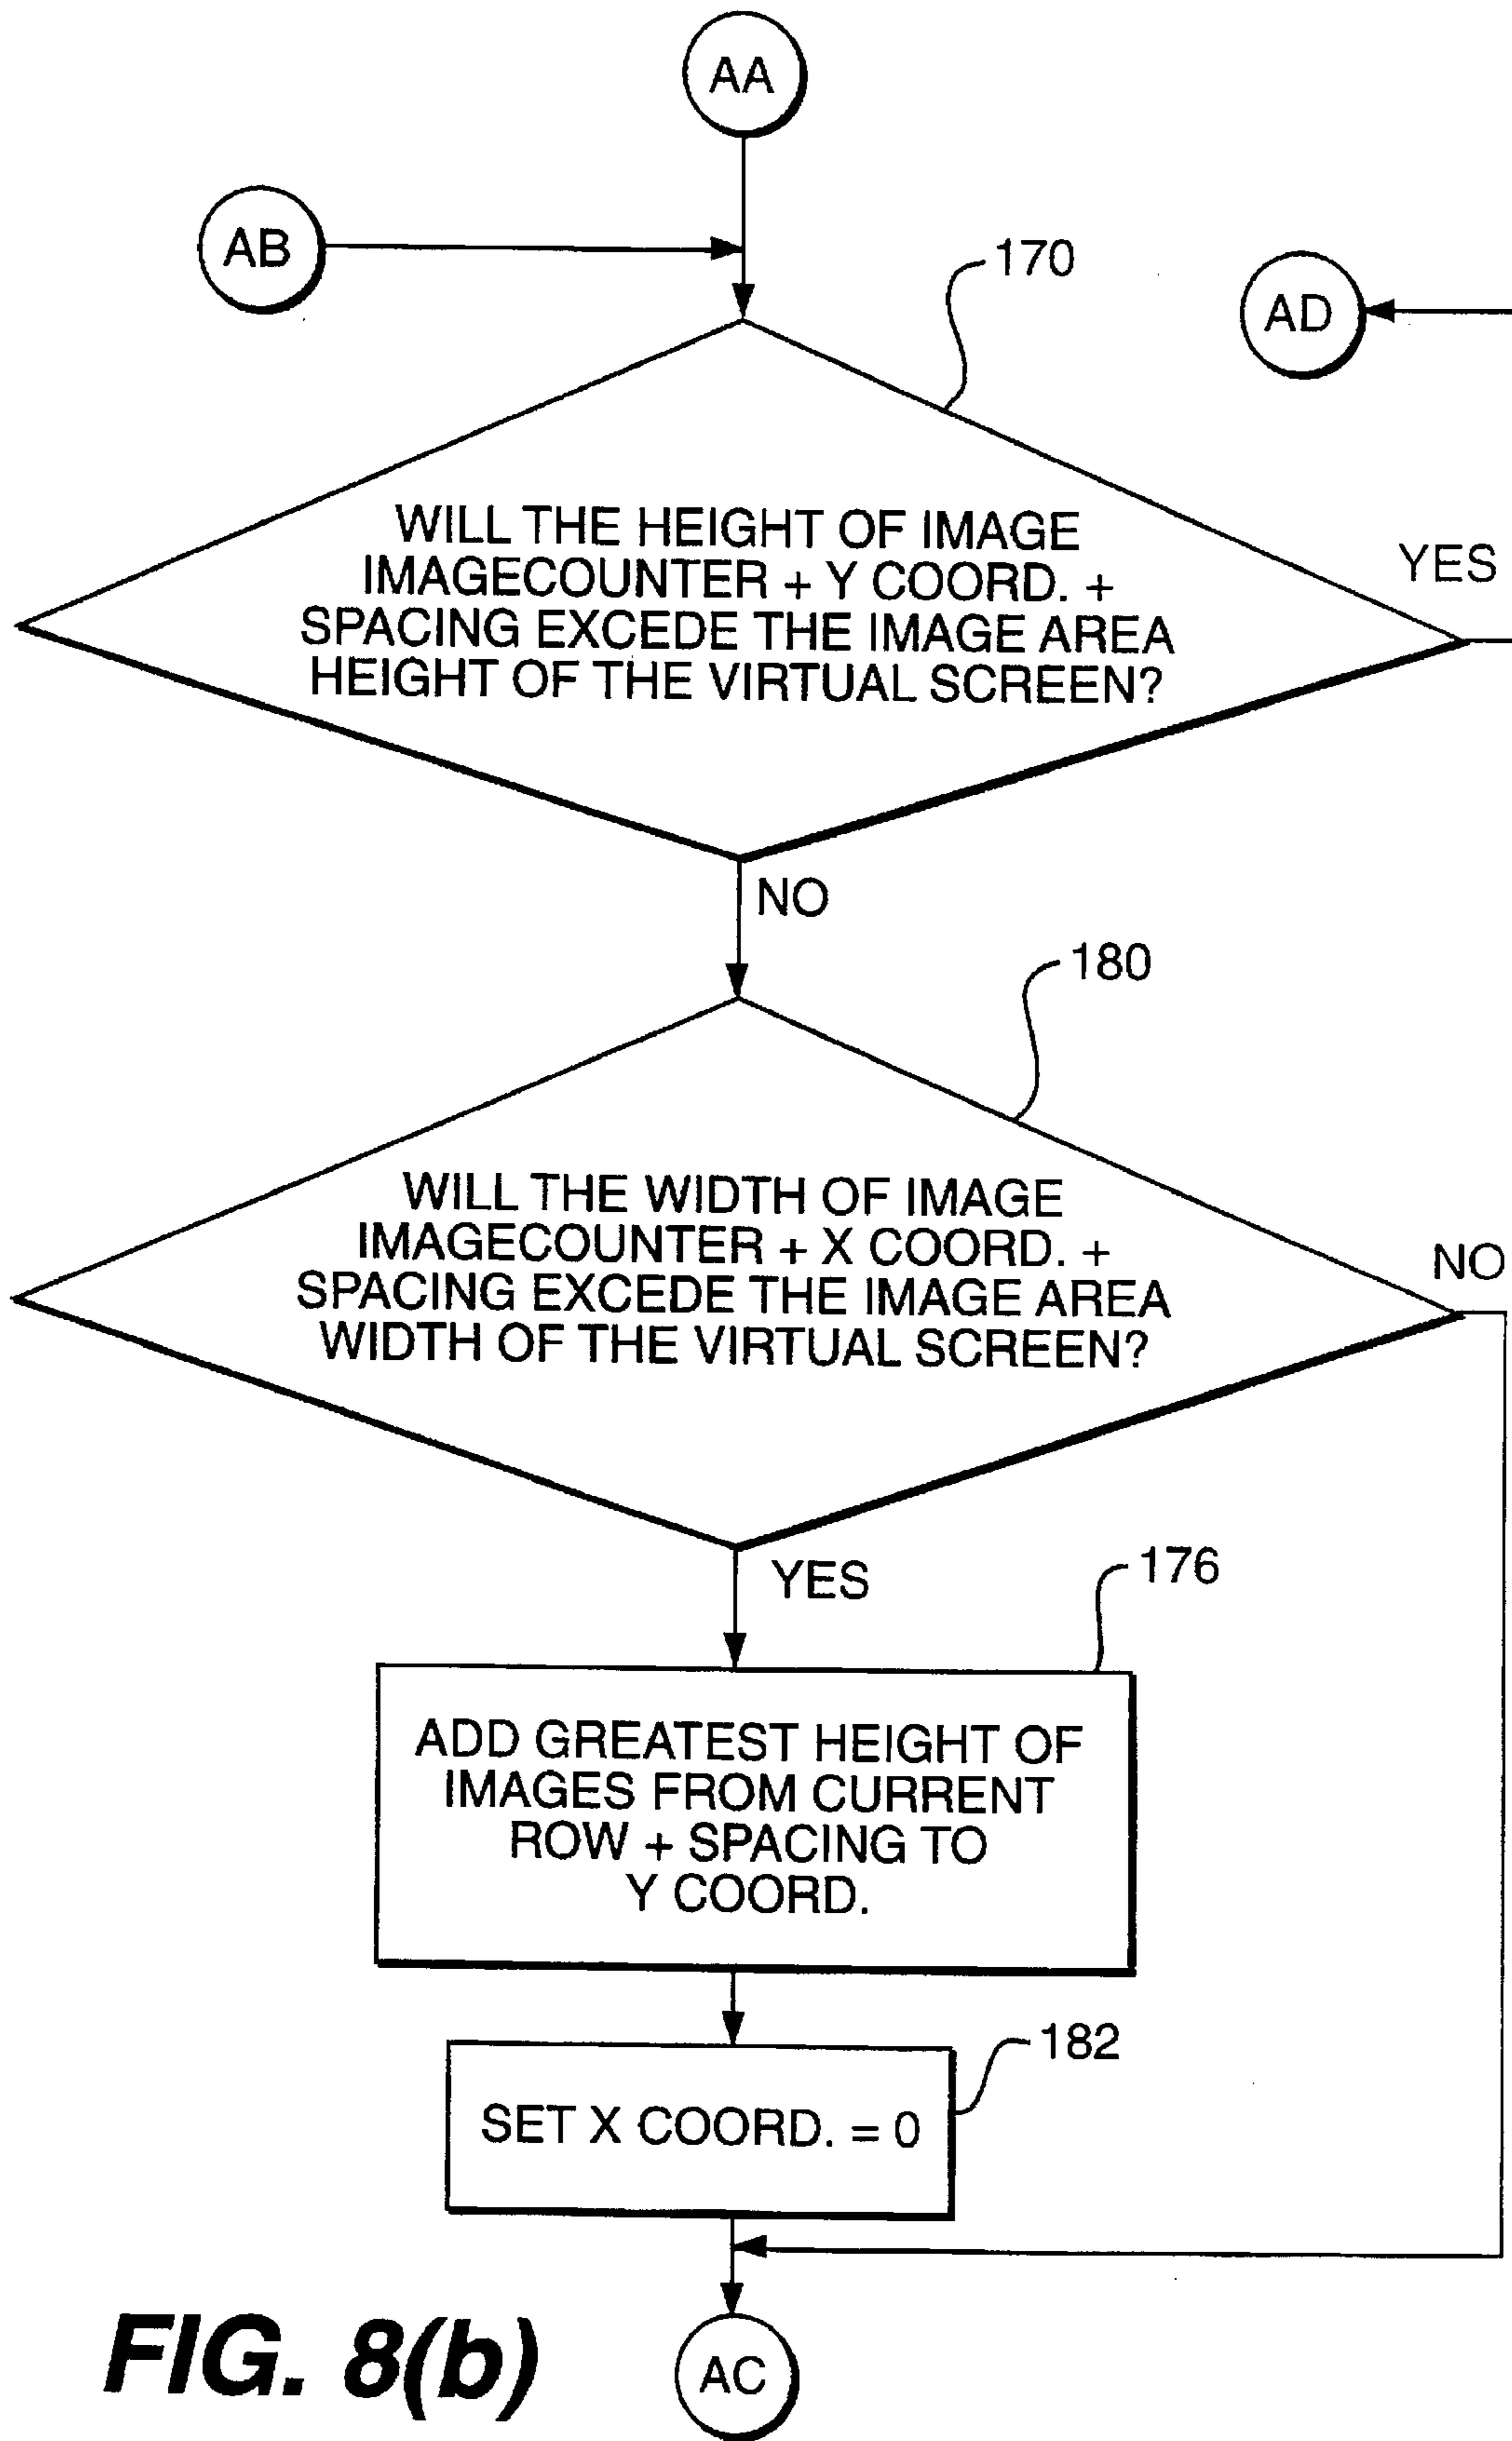 AA
AB
170
AD
WILL THE HEIGHT OF IMAGE
IMAGECOUNTER + Y COORD. +
SPACING EXCEDE THE IMAGE AREA
HEIGHT OF THE VIRTUAL SCREEN?
YES
NO
180
WILL THE WIDTH OF IMAGE
IMAGECOUNTER + X COORD. +
SPACING EXCEDE THE IMAGE AREA
WIDTH OF THE VIRTUAL SCREEN?
NO
YES
176
ADD GREATEST HEIGHT OF
IMAGES FROM CURRENT
ROW + SPACING TO
Y COORD.
182
SET X COORD. = 0
FIG. 8(b)
AC